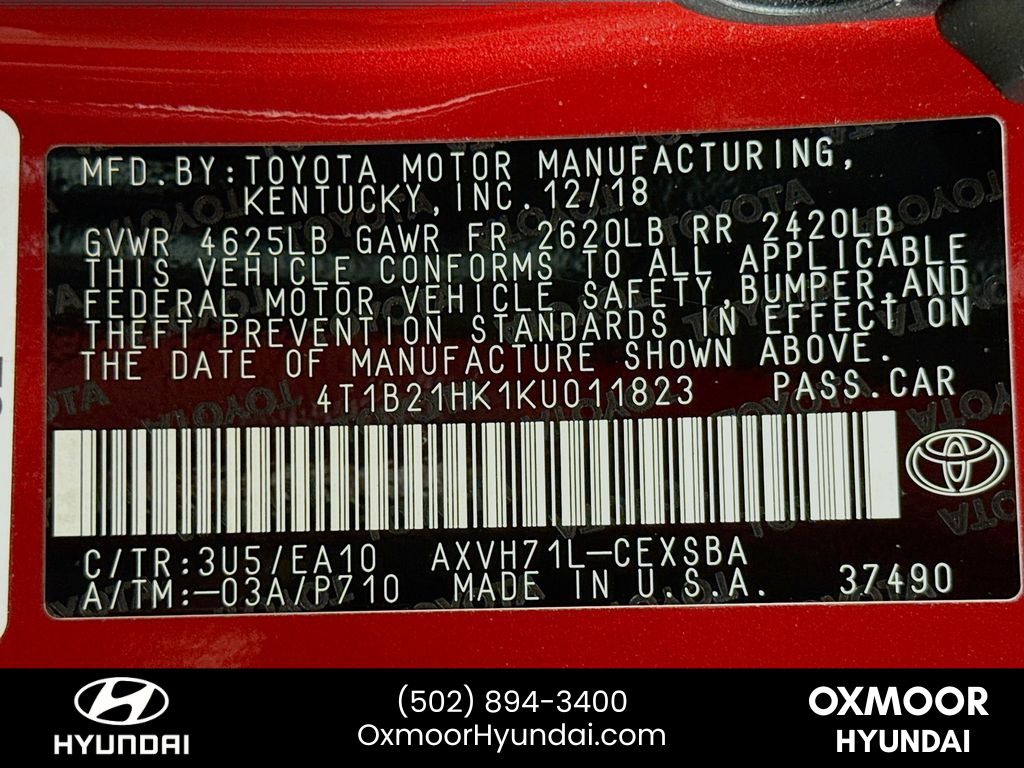 MFD.BY:TOYOTA MOTOR MANUFACTURING,
KENTUCKY,INC.12/18
GVWR 4625LB GAWR FR 2620LB RR 2420LB
THIS VEHICLE CONFORMS TO ALL APPLICABLE
FEDERAL MOTOR VEHICLE SAFETY,BUMPER,AND
THEFT PREVENTION STANDARDS IN EFFECT ON
THE DATE OF MANUFACTURE SHOWN ABOVE.
4T1B21HK1KU011823 PASS.CAR
C/TR:3U5/EA10 AXVH71L-CEXSBA
A/TM:-03A/P710 MADE IN U.S.A. 37490
HYUNDAI
(502) 894-3400
OxmoorHyundai.com
OXMOOR
HYUNDAI